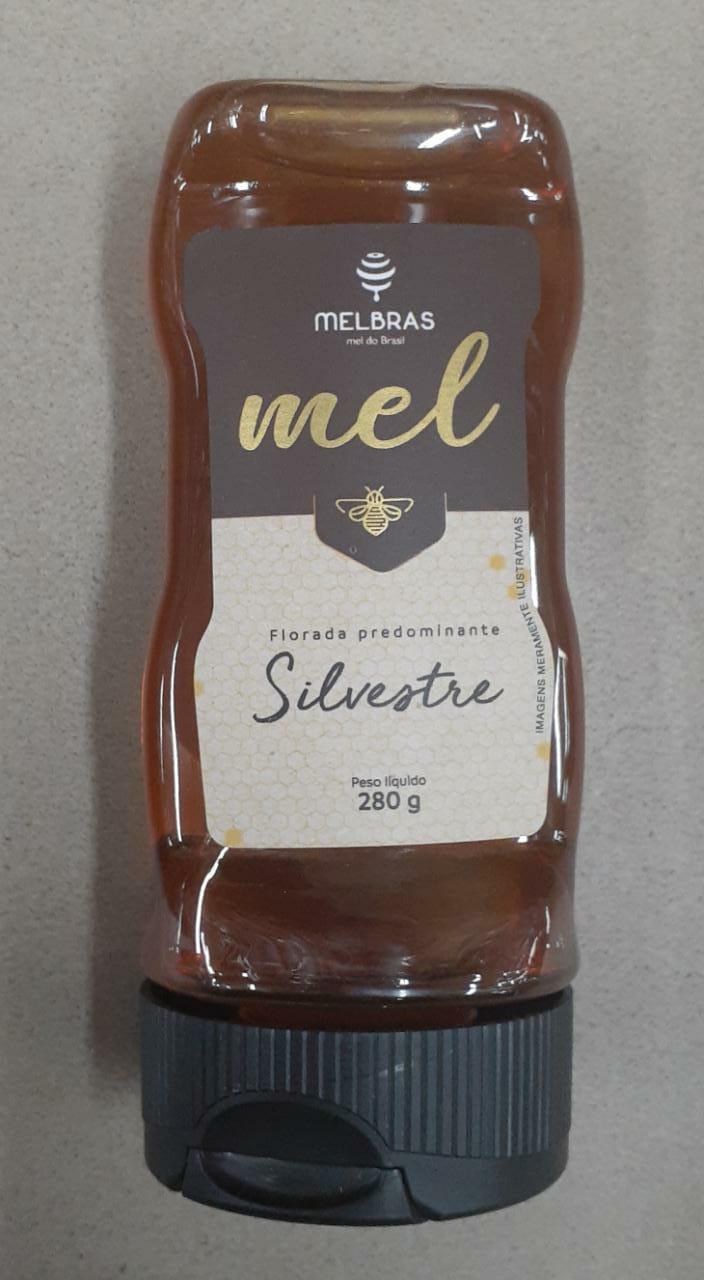 MELBRAS
mel do Brasil
mel
Florada predominante
Silvestre
Peso líquido
280 g
IMAGENS MERAMENTE ILUSTRATIVAS